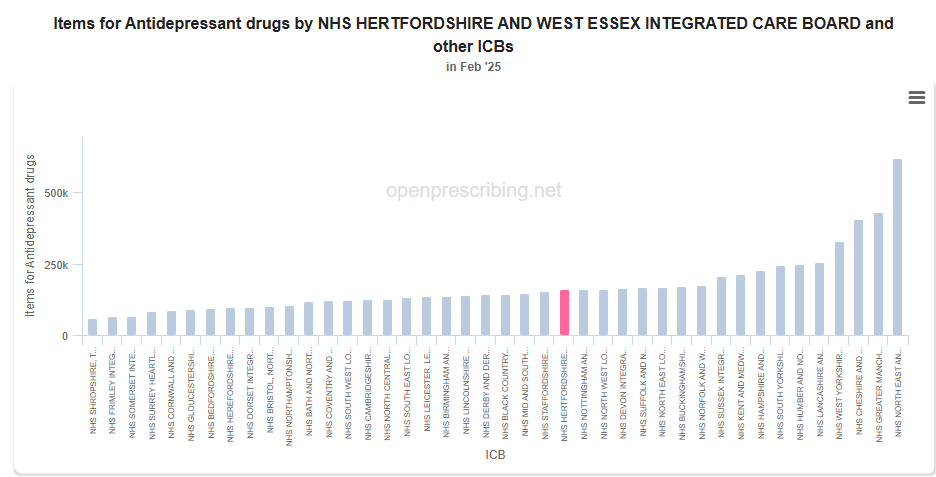 Items for Antidepressant drugs by NHS HERTFORDSHIRE AND WEST ESSEX INTEGRATED CARE BOARD and
other ICBs
in Feb '25
openprescribing.net
Items for Antidepressant drugs
500k
250k
0
NHS SHROPSHIRE, T...
NHS FRIMLEY INTEG...
NHS SOMERSET INTE...
NHS SURREY HEARTL...
NHS CORNWALL AND ...
NHS GLOUCESTERSHI...
NHS BEDFORDSHIRE,...
NHS HEREFORDSHIRE...
NHS DORSET INTEGR...
NHS BRISTOL, NORT...
NHS NORTHAMPTONSH...
NHS BATH AND NORT...
NHS COVENTRY AND ...
NHS SOUTH WEST LO...
NHS CAMBRIDGESHIR...
NHS NORTH CENTRAL...
NHS SOUTH EAST LO...
NHS LEICESTER, LE...
NHS BIRMINGHAM AN...
NHS LINCOLNSHIRE ...
NHS DERBY AND DER...
NHS BLACK COUNTRY...
NHS MID AND SOUTH...
NHS STAFFORDSHIRE...
NHS HERTFORDSHIRE...
NHS NOTTINGHAM AN...
NHS NORTH WEST LO...
NHS DEVON INTEGRA...
NHS SUFFOLK AND N...
NHS NORTH EAST LO...
NHS BUCKINGHAMSHI...
NHS NORFOLK AND W...
NHS SUSSEX INTEGR...
NHS KENT AND MEDW...
NHS HAMPSHIRE AND...
NHS SOUTH YORKSHI...
NHS HUMBER AND NO...
NHS LANCASHIRE AN...
NHS WEST YORKSHIR...
NHS CHESHIRE AND ...
NHS GREATER MANCH...
NHS NORTH EAST AN...
ICB